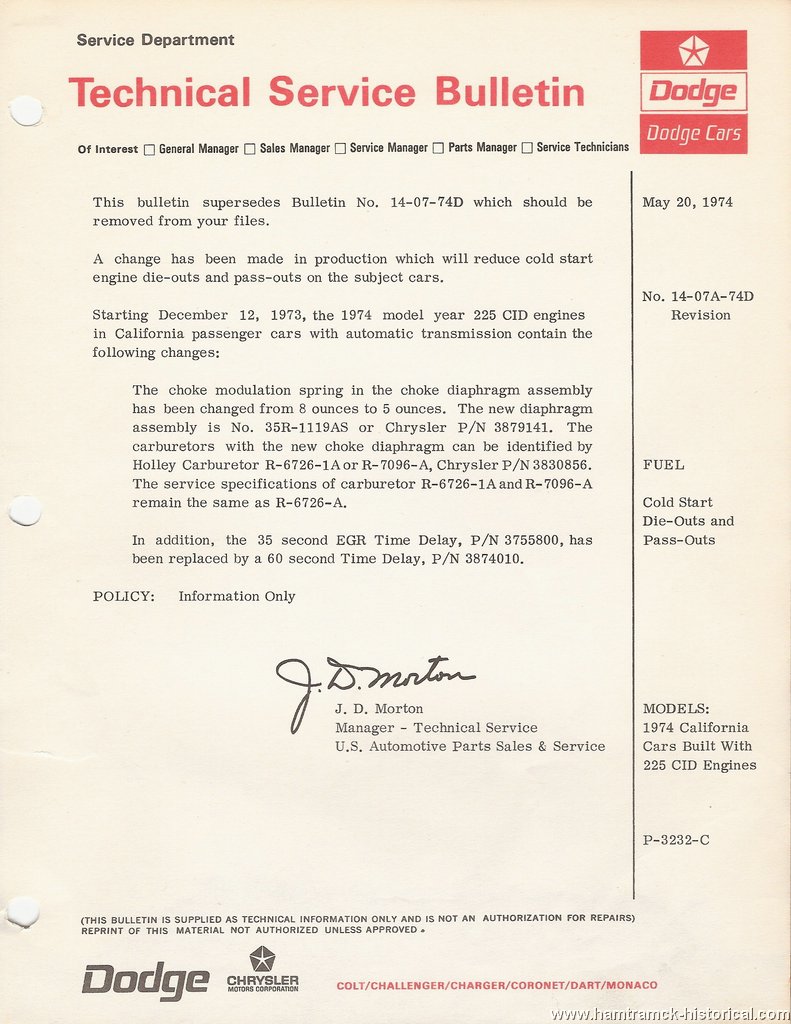 Service Department
Technical Service Bulletin
Dodge
Dodge Cars
Of Interest ☐ General Manager ☐ Sales Manager ☐ Service Manager ☐ Parts Manager ☐ Service Technicians
This bulletin supersedes Bulletin No. 14-07-74D which should be
removed from your files.
A change has been made in production which will reduce cold start
engine die-outs and pass-outs on the subject cars.
Starting December 12, 1973, the 1974 model year 225 CID engines
in California passenger cars with automatic transmission contain the
following changes:
The choke modulation spring in the choke diaphragm assembly
has been changed from 8 ounces to 5 ounces. The new diaphragm
assembly is No. 35R-1119AS or Chrysler P/N 3879141. The
carburetors with the new choke diaphragm can be identified by
Holley Carburetor R-6726-1A or R-7096-A, Chrysler P/N 3830856.
The service specifications of carburetor R-6726-1A and R-7096-A
remain the same as R-6726-A.
In addition, the 35 second EGR Time Delay, P/N 3755800, has
been replaced by a 60 second Time Delay, P/N 3874010.
POLICY: Information Only
J. D. Morton
J. D. Morton
Manager - Technical Service
U.S. Automotive Parts Sales & Service
May 20, 1974
No. 14-07A-74D
Revision
FUEL
Cold Start
Die-Outs and
Pass-Outs
MODELS:
1974 California
Cars Built With
225 CID Engines
P-3232-C
(THIS BULLETIN IS SUPPLIED AS TECHNICAL INFORMATION ONLY AND IS NOT AN AUTHORIZATION FOR REPAIRS)
REPRINT OF THIS MATERIAL NOT AUTHORIZED UNLESS APPROVED.
Dodge
CHRYSLER
MOTORS CORPORATION
COLT/CHALLENGER/CHARGER/CORONET/DART/MONACO
www.hamtramck-historical.com